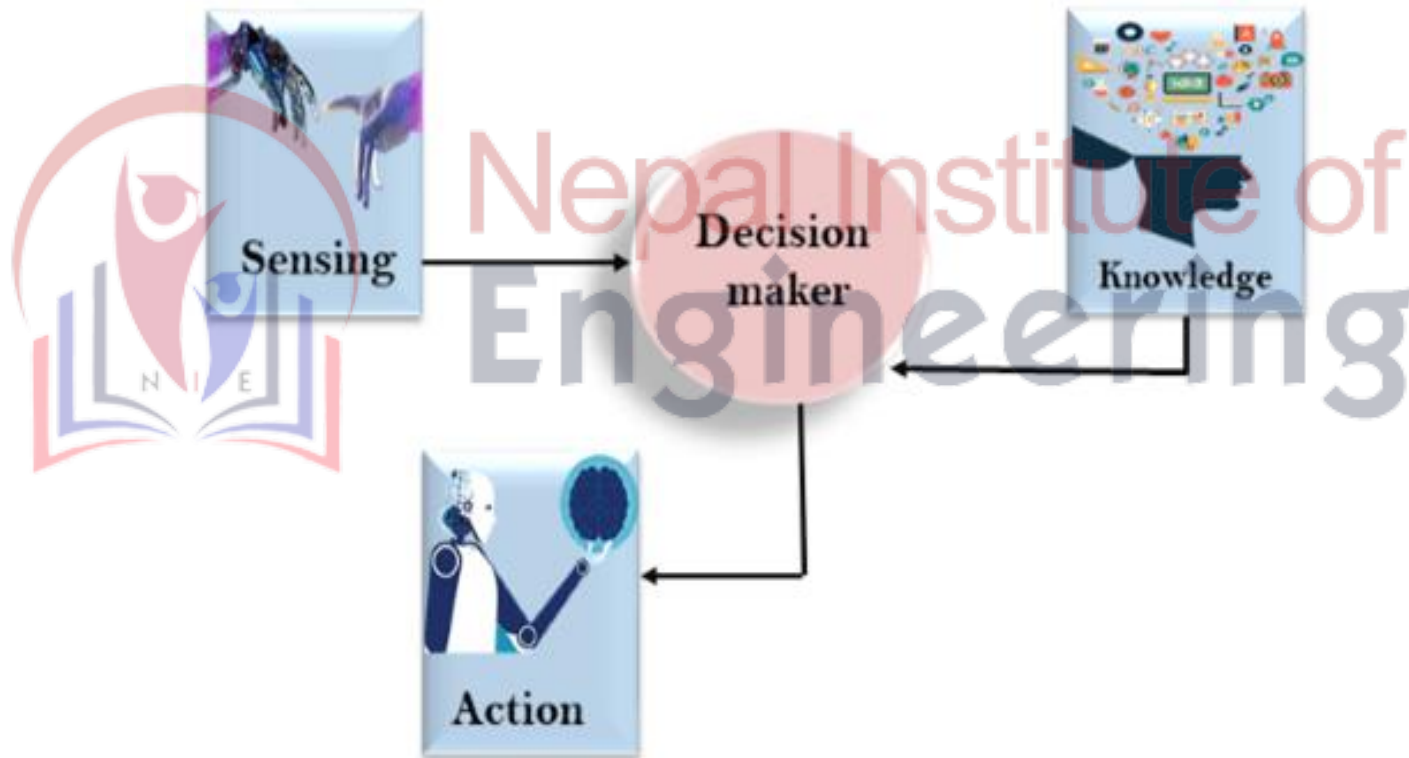 Sensing
Decision
maker
Knowledge
Action
Nepal Institute of
Engineering
N I E